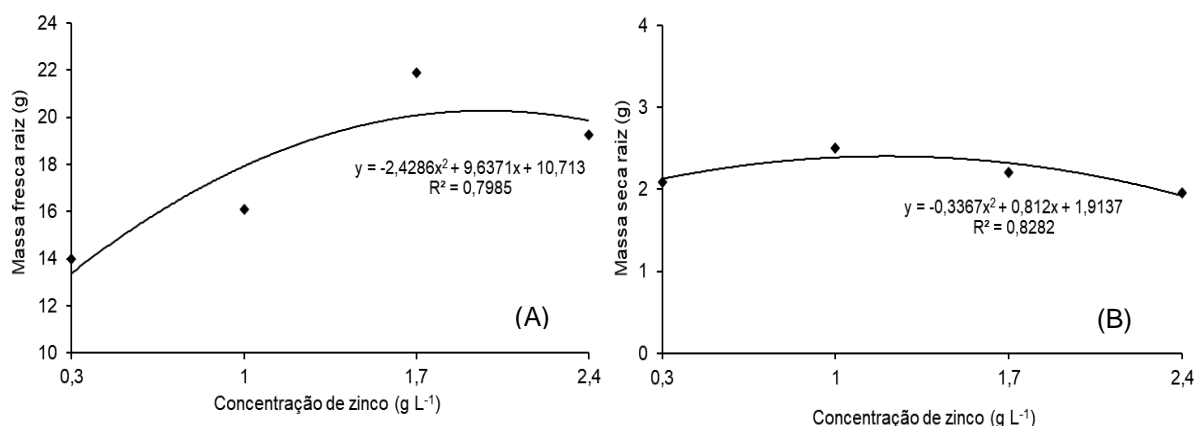 24
22
20
18
16
14
12
10
Massa fresca raiz (g)
y = -2,4286x² + 9,6371x + 10,713
R² = 0,7985
(A)
0,3 1 1,7 2,4
Concentração de zinco (g L⁻¹)
4
3
2
1
0
Massa seca raiz (g)
y = -0,3367x² + 0,812x + 1,9137
R² = 0,8282
(B)
0,3 1 1,7 2,4
Concentração de zinco (g L⁻¹)